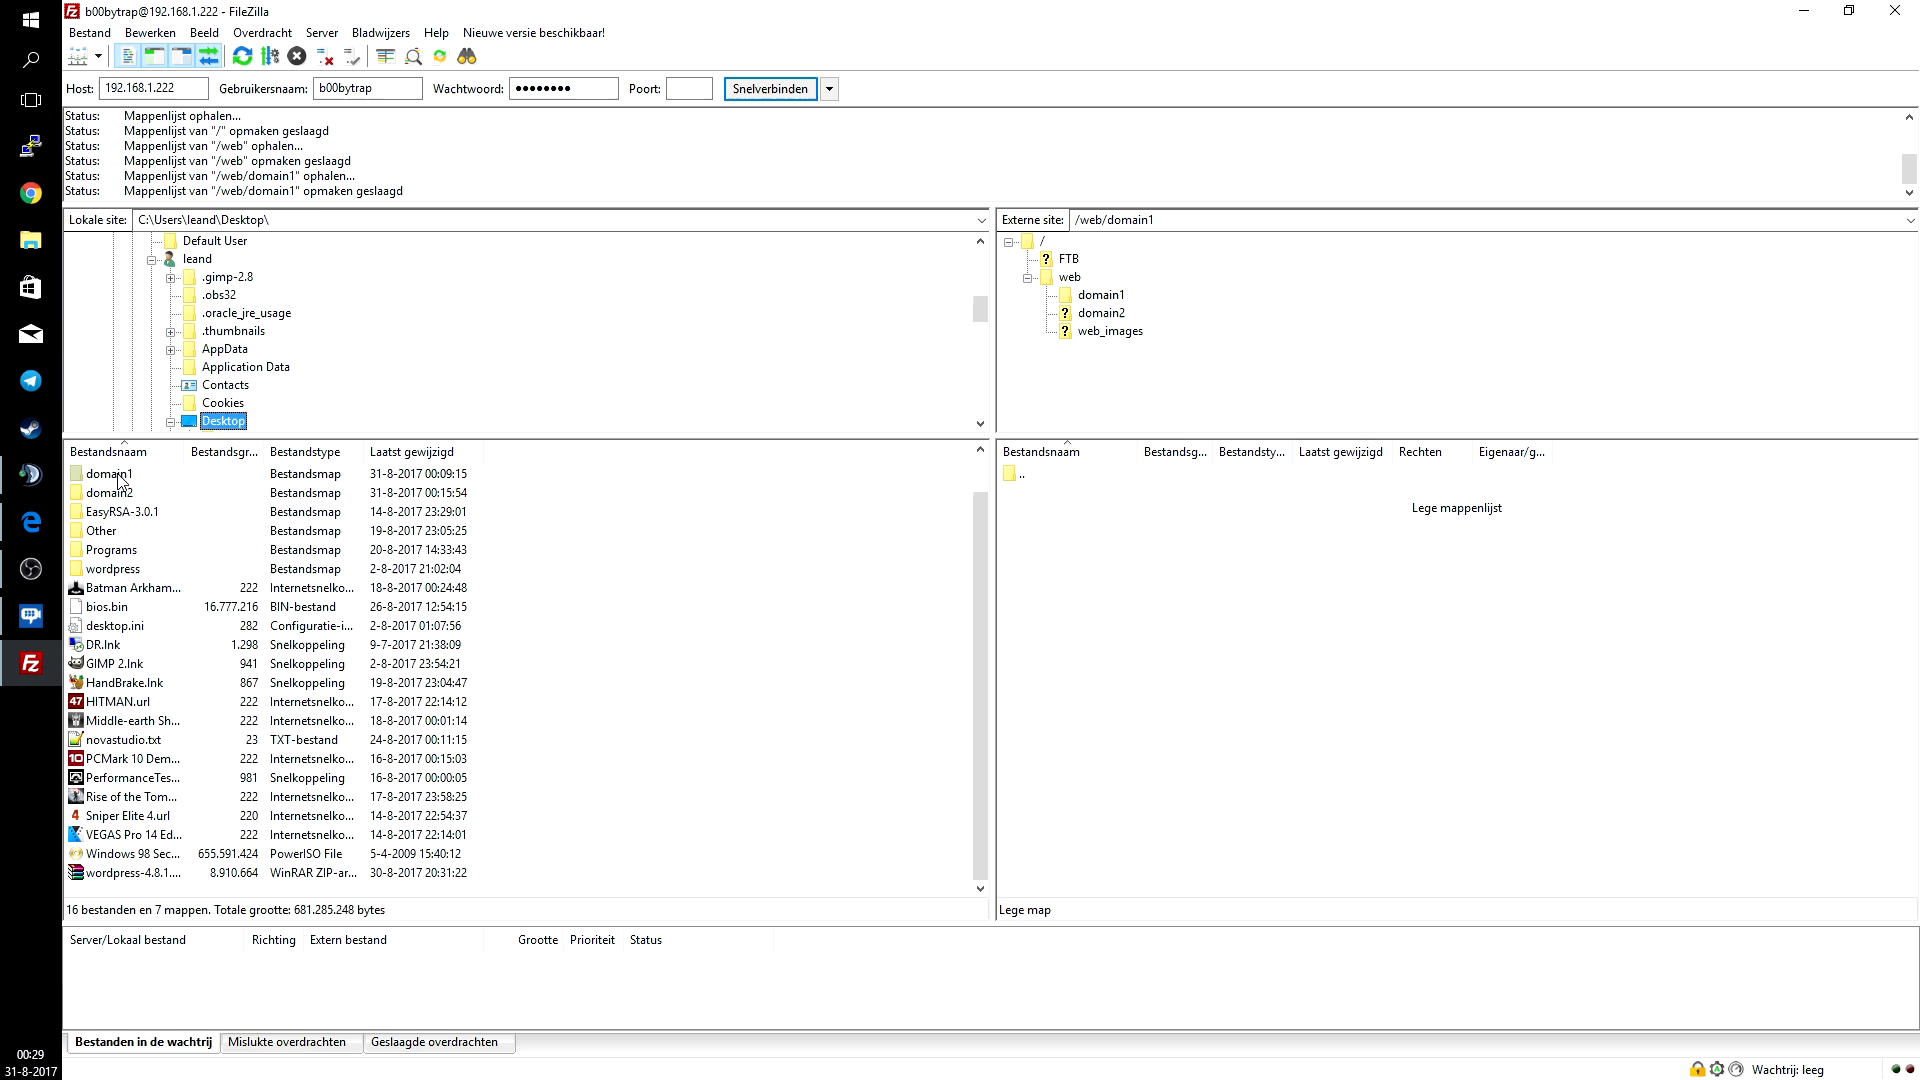 b00bytrap@192.168.1.222 - FileZilla
Bestand Bewerken Beeld Overdracht Server Bladwijzers Help Nieuwe versie beschikbaar!
Host: 192.168.1.222 Gebruikersnaam: b00bytrap Wachtwoord: ●●●●●●●● Poort: Snelverbinden
Status: Mappenlijst ophalen...
Status: Mappenlijst van "/" opmaken geslaagd
Status: Mappenlijst van "/web" ophalen...
Status: Mappenlijst van "/web" opmaken geslaagd
Status: Mappenlijst van "/web/domain1" ophalen...
Status: Mappenlijst van "/web/domain1" opmaken geslaagd
Lokale site: C:\Users\leand\Desktop\
Default User
leand
.gimp-2.8
.obs32
.oracle_jre_usage
.thumbnails
AppData
Application Data
Contacts
Cookies
Desktop
Externe site: /web/domain1
/
FTB
web
domain1
domain2
web_images
Bestandsnaam Bestandsgr... Bestandstype Laatst gewijzigd
domain1 Bestandsmap 31-8-2017 00:09:15
domain2 Bestandsmap 31-8-2017 00:15:54
EasyRSA-3.0.1 Bestandsmap 14-8-2017 23:29:01
Other Bestandsmap 19-8-2017 23:05:25
Programs Bestandsmap 20-8-2017 14:33:43
wordpress Bestandsmap 2-8-2017 21:02:04
Batman Arkham... 222 Internetsnelko... 18-8-2017 00:24:48
bios.bin 16.777.216 BIN-bestand 26-8-2017 12:54:15
desktop.ini 282 Configuratie-i... 2-8-2017 01:07:56
DR.lnk 1.298 Snelkoppeling 9-7-2017 21:38:09
GIMP 2.lnk 941 Snelkoppeling 2-8-2017 23:54:21
HandBrake.lnk 867 Snelkoppeling 19-8-2017 23:04:47
HITMAN.url 222 Internetsnelko... 17-8-2017 22:14:12
Middle-earth Sh... 222 Internetsnelko... 18-8-2017 00:01:14
novastudio.txt 23 TXT-bestand 24-8-2017 00:11:15
PCMark 10 Dem... 222 Internetsnelko... 16-8-2017 00:15:03
PerformanceTes... 981 Snelkoppeling 16-8-2017 00:00:05
Rise of the Tom... 222 Internetsnelko... 17-8-2017 23:58:25
Sniper Elite 4.url 220 Internetsnelko... 14-8-2017 22:54:37
VEGAS Pro 14 Ed... 222 Internetsnelko... 14-8-2017 22:14:01
Windows 98 Sec... 655.591.424 PowerISO File 5-4-2009 15:40:12
wordpress-4.8.1.... 8.910.664 WinRAR ZIP-ar... 30-8-2017 20:31:22
16 bestanden en 7 mappen. Totale grootte: 681.285.248 bytes
Bestandsnaam Bestandsg... Bestandsty... Laatst gewijzigd Rechten Eigenaar/g...
..
Lege mappenlijst
Lege map
Server/Lokaal bestand Richting Extern bestand Grootte Prioriteit Status
Bestanden in de wachtrij Mislukte overdrachten Geslaagde overdrachten
Wachtrij: leeg
00:29
31-8-2017